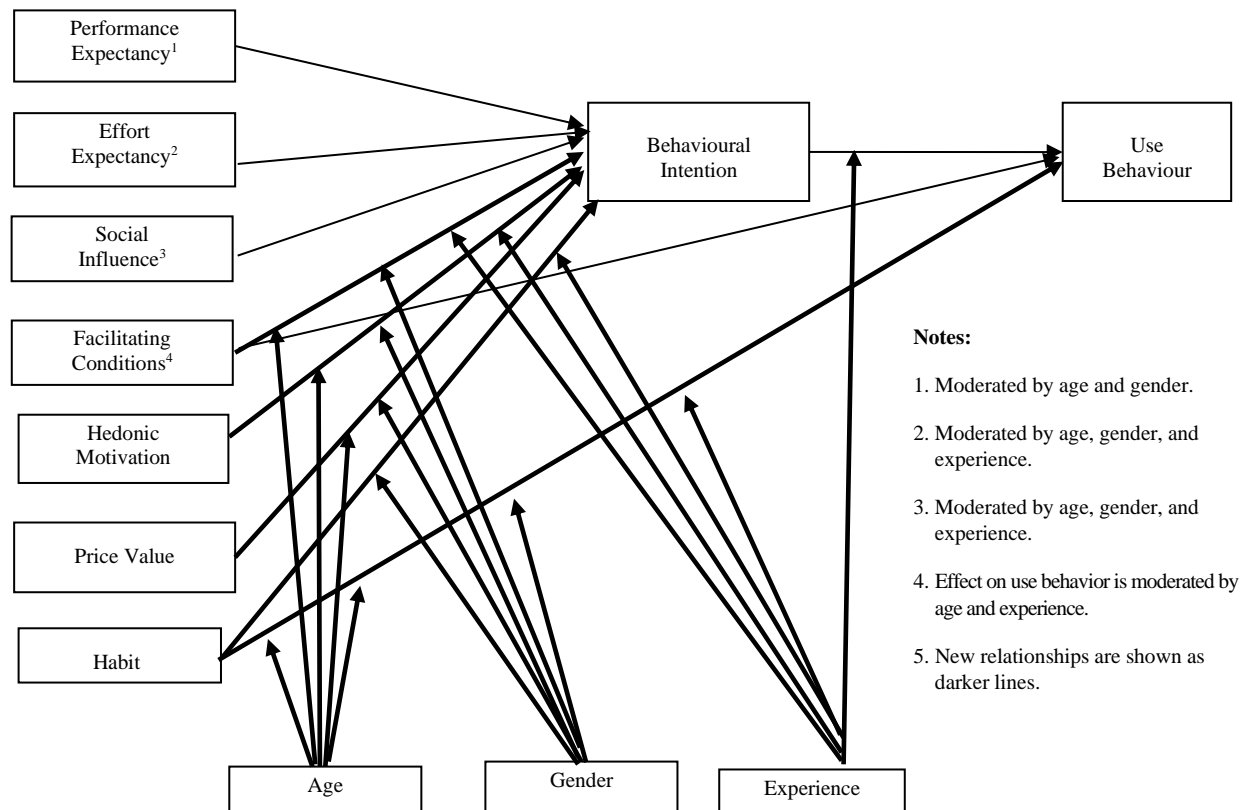 Performance
Expectancy1
Effort
Expectancy2
Behavioural
Intention
Use
Behaviour
Social
Influence3
Facilitating
Conditions4
Hedonic
Motivation
Price Value
Habit
Notes:
1. Moderated by age and gender.
2. Moderated by age, gender, and
experience.
3. Moderated by age, gender, and
experience.
4. Effect on use behavior is moderated by
age and experience.
5. New relationships are shown as
darker lines.
Age
Gender
Experience